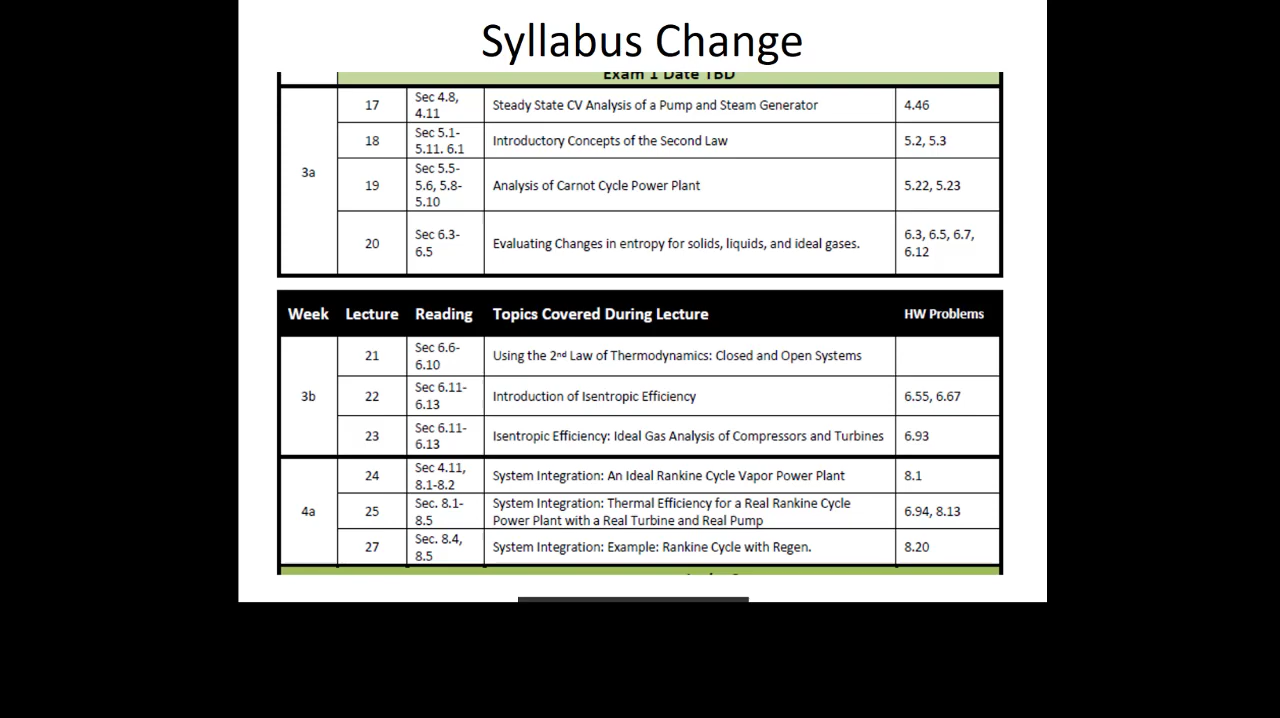 Syllabus Change
Exam 1 Date TBD
3a
17
Sec 4.8,
4.11
Steady State CV Analysis of a Pump and Steam Generator
4.46
18
Sec 5.1-
5.11. 6.1
Introductory Concepts of the Second Law
5.2, 5.3
19
Sec 5.5-
5.6, 5.8-
5.10
Analysis of Carnot Cycle Power Plant
5.22, 5.23
20
Sec 6.3-
6.5
Evaluating Changes in entropy for solids, liquids, and ideal gases.
6.3, 6.5, 6.7,
6.12
Week Lecture Reading Topics Covered During Lecture HW Problems
3b
21
Sec 6.6-
6.10
Using the 2nd Law of Thermodynamics: Closed and Open Systems
22
Sec 6.11-
6.13
Introduction of Isentropic Efficiency
6.55, 6.67
23
Sec 6.11-
6.13
Isentropic Efficiency: Ideal Gas Analysis of Compressors and Turbines
6.93
4a
24
Sec 4.11,
8.1-8.2
System Integration: An Ideal Rankine Cycle Vapor Power Plant
8.1
25
Sec. 8.1-
8.5
System Integration: Thermal Efficiency for a Real Rankine Cycle
Power Plant with a Real Turbine and Real Pump
6.94, 8.13
27
Sec. 8.4,
8.5
System Integration: Example: Rankine Cycle with Regen.
8.20